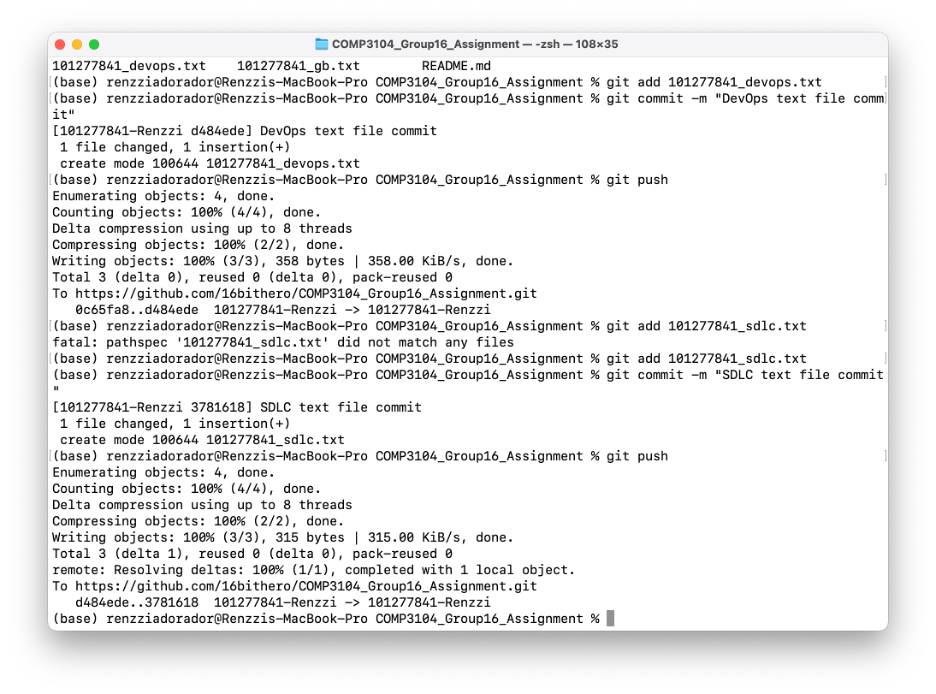 COMP3104_Group16_Assignment — -zsh — 108×35
101277841_devops.txt    101277841_gb.txt        README.md
[(base) renzziadorador@Renzzis-MacBook-Pro COMP3104_Group16_Assignment % git add 101277841_devops.txt        ]
[(base) renzziadorador@Renzzis-MacBook-Pro COMP3104_Group16_Assignment % git commit -m "DevOps text file comm]
it"
[101277841-Renzzi d484ede] DevOps text file commit
 1 file changed, 1 insertion(+)
 create mode 100644 101277841_devops.txt
[(base) renzziadorador@Renzzis-MacBook-Pro COMP3104_Group16_Assignment % git push                            ]
Enumerating objects: 4, done.
Counting objects: 100% (4/4), done.
Delta compression using up to 8 threads
Compressing objects: 100% (2/2), done.
Writing objects: 100% (3/3), 358 bytes | 358.00 KiB/s, done.
Total 3 (delta 0), reused 0 (delta 0), pack-reused 0
To https://github.com/16bithero/COMP3104_Group16_Assignment.git
   0c65fa8..d484ede  101277841-Renzzi -> 101277841-Renzzi
[(base) renzziadorador@Renzzis-MacBook-Pro COMP3104_Group16_Assignment % git add 101277841_sdlc.txt          ]
fatal: pathspec '101277841_sdlc.txt' did not match any files
[(base) renzziadorador@Renzzis-MacBook-Pro COMP3104_Group16_Assignment % git add 101277841_sdlc.txt          ]
[(base) renzziadorador@Renzzis-MacBook-Pro COMP3104_Group16_Assignment % git commit -m "SDLC text file commit]
"
[101277841-Renzzi 3781618] SDLC text file commit
 1 file changed, 1 insertion(+)
 create mode 100644 101277841_sdlc.txt
[(base) renzziadorador@Renzzis-MacBook-Pro COMP3104_Group16_Assignment % git push                            ]
Enumerating objects: 4, done.
Counting objects: 100% (4/4), done.
Delta compression using up to 8 threads
Compressing objects: 100% (2/2), done.
Writing objects: 100% (3/3), 315 bytes | 315.00 KiB/s, done.
Total 3 (delta 1), reused 0 (delta 0), pack-reused 0
remote: Resolving deltas: 100% (1/1), completed with 1 local object.
To https://github.com/16bithero/COMP3104_Group16_Assignment.git
   d484ede..3781618  101277841-Renzzi -> 101277841-Renzzi
(base) renzziadorador@Renzzis-MacBook-Pro COMP3104_Group16_Assignment %